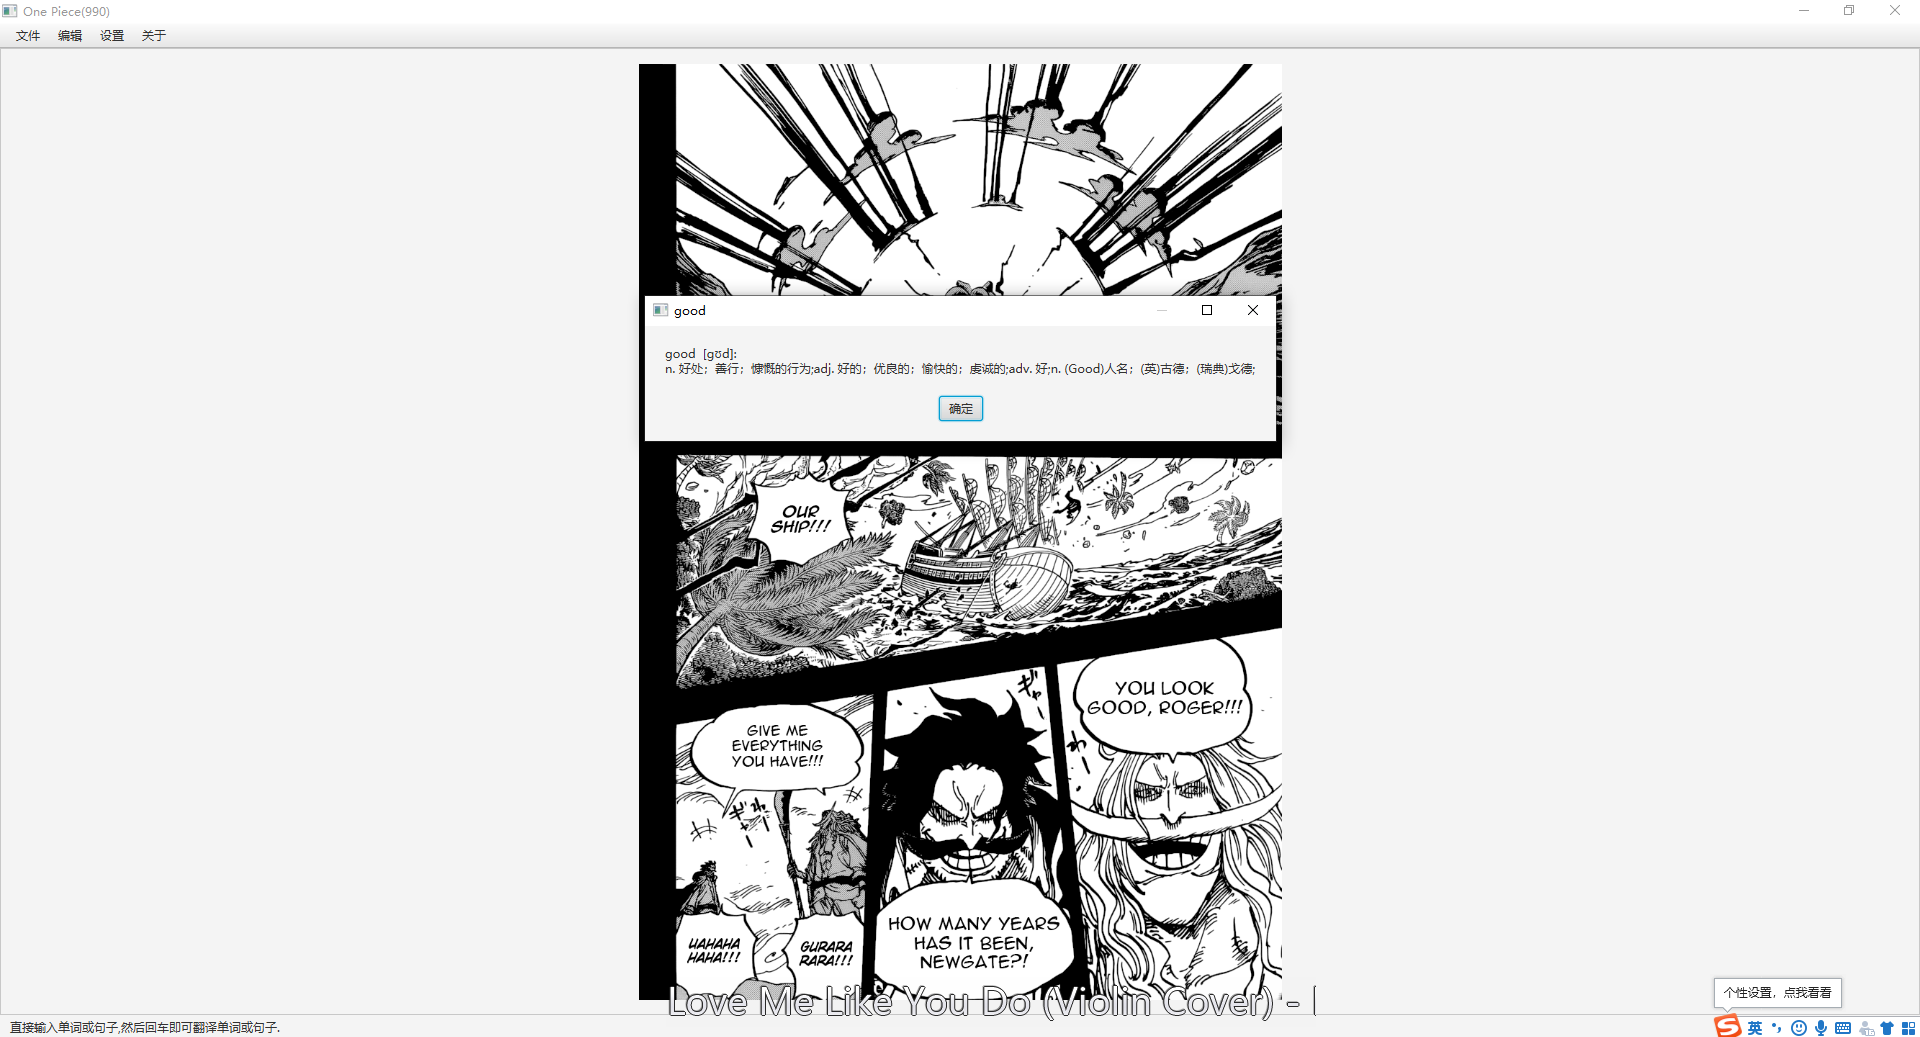 One Piece(990)
文件 编辑 设置 关于
good
good [gʊd]:
n. 好处；善行；慷慨的行为;adj. 好的；优良的；愉快的；虔诚的;adv. 好;n. (Good)人名；(英)古德；(瑞典)戈德;
确定
OUR
SHIP!!!
GIVE ME
EVERYTHING
YOU HAVE!!!
ギャー
YOU LOOK
GOOD, ROGER!!!
UAHAHA
HAHA!!!
GURARA
RARA!!!
HOW MANY YEARS
HAS IT BEEN,
NEWGATE?!
Love Me Like You Do (Violin Cover) -
个性设置，点我看看
直接输入单词或句子,然后回车即可翻译单词或句子.
英